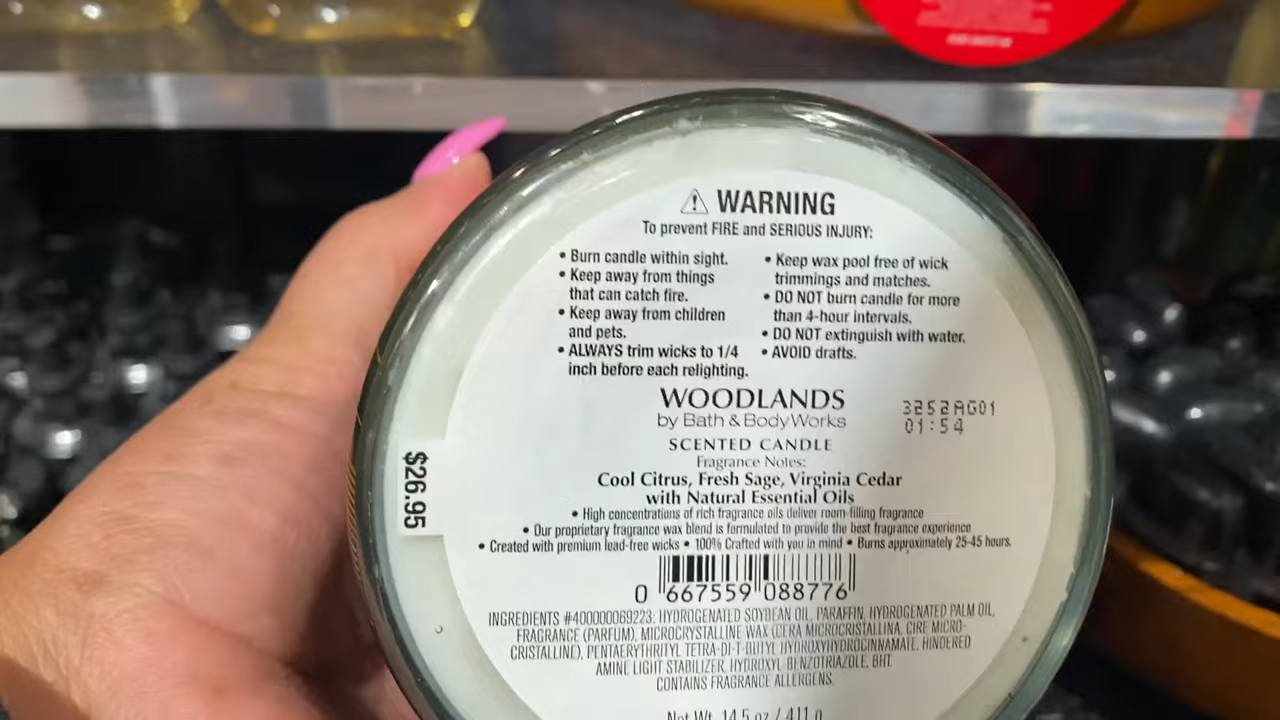 WARNING
To prevent FIRE and SERIOUS INJURY:
• Burn candle within sight.
• Keep away from things
that can catch fire.
• Keep away from children
and pets.
• ALWAYS trim wicks to 1/4
inch before each relighting.
• Keep wax pool free of wick
trimmings and matches.
• DO NOT burn candle for more
than 4-hour intervals.
• DO NOT extinguish with water.
• AVOID drafts.
WOODLANDS
by Bath & Body Works
3252AG01
01:54
SCENTED CANDLE
Fragrance Notes:
Cool Citrus, Fresh Sage, Virginia Cedar
with Natural Essential Oils
• High concentrations of rich fragrance oils deliver room-filling fragrance
• Our proprietary fragrance wax blend is formulated to provide the best fragrance experience
• Created with premium lead-free wicks • 100% Crafted with you in mind • Burns approximately 25-45 hours.
$26.95
0 667559 088776
INGREDIENTS #400000069223: HYDROGENATED SOYBEAN OIL, PARAFFIN, HYDROGENATED PALM OIL,
FRAGRANCE (PARFUM), MICROCRYSTALLINE WAX (CERA MICROCRISTALLINA, CIRE MICRO-
CRISTALLINE), PENTAERYTHRITYL TETRA-DI-T-BUTYL HYDROXYHYDROCINNAMATE, HINDERED
AMINE LIGHT STABILIZER, HYDROXYL BENZOTRIAZOLE, BHT.
CONTAINS FRAGRANCE ALLERGENS.
Net Wt. 14.5 oz / 411 g